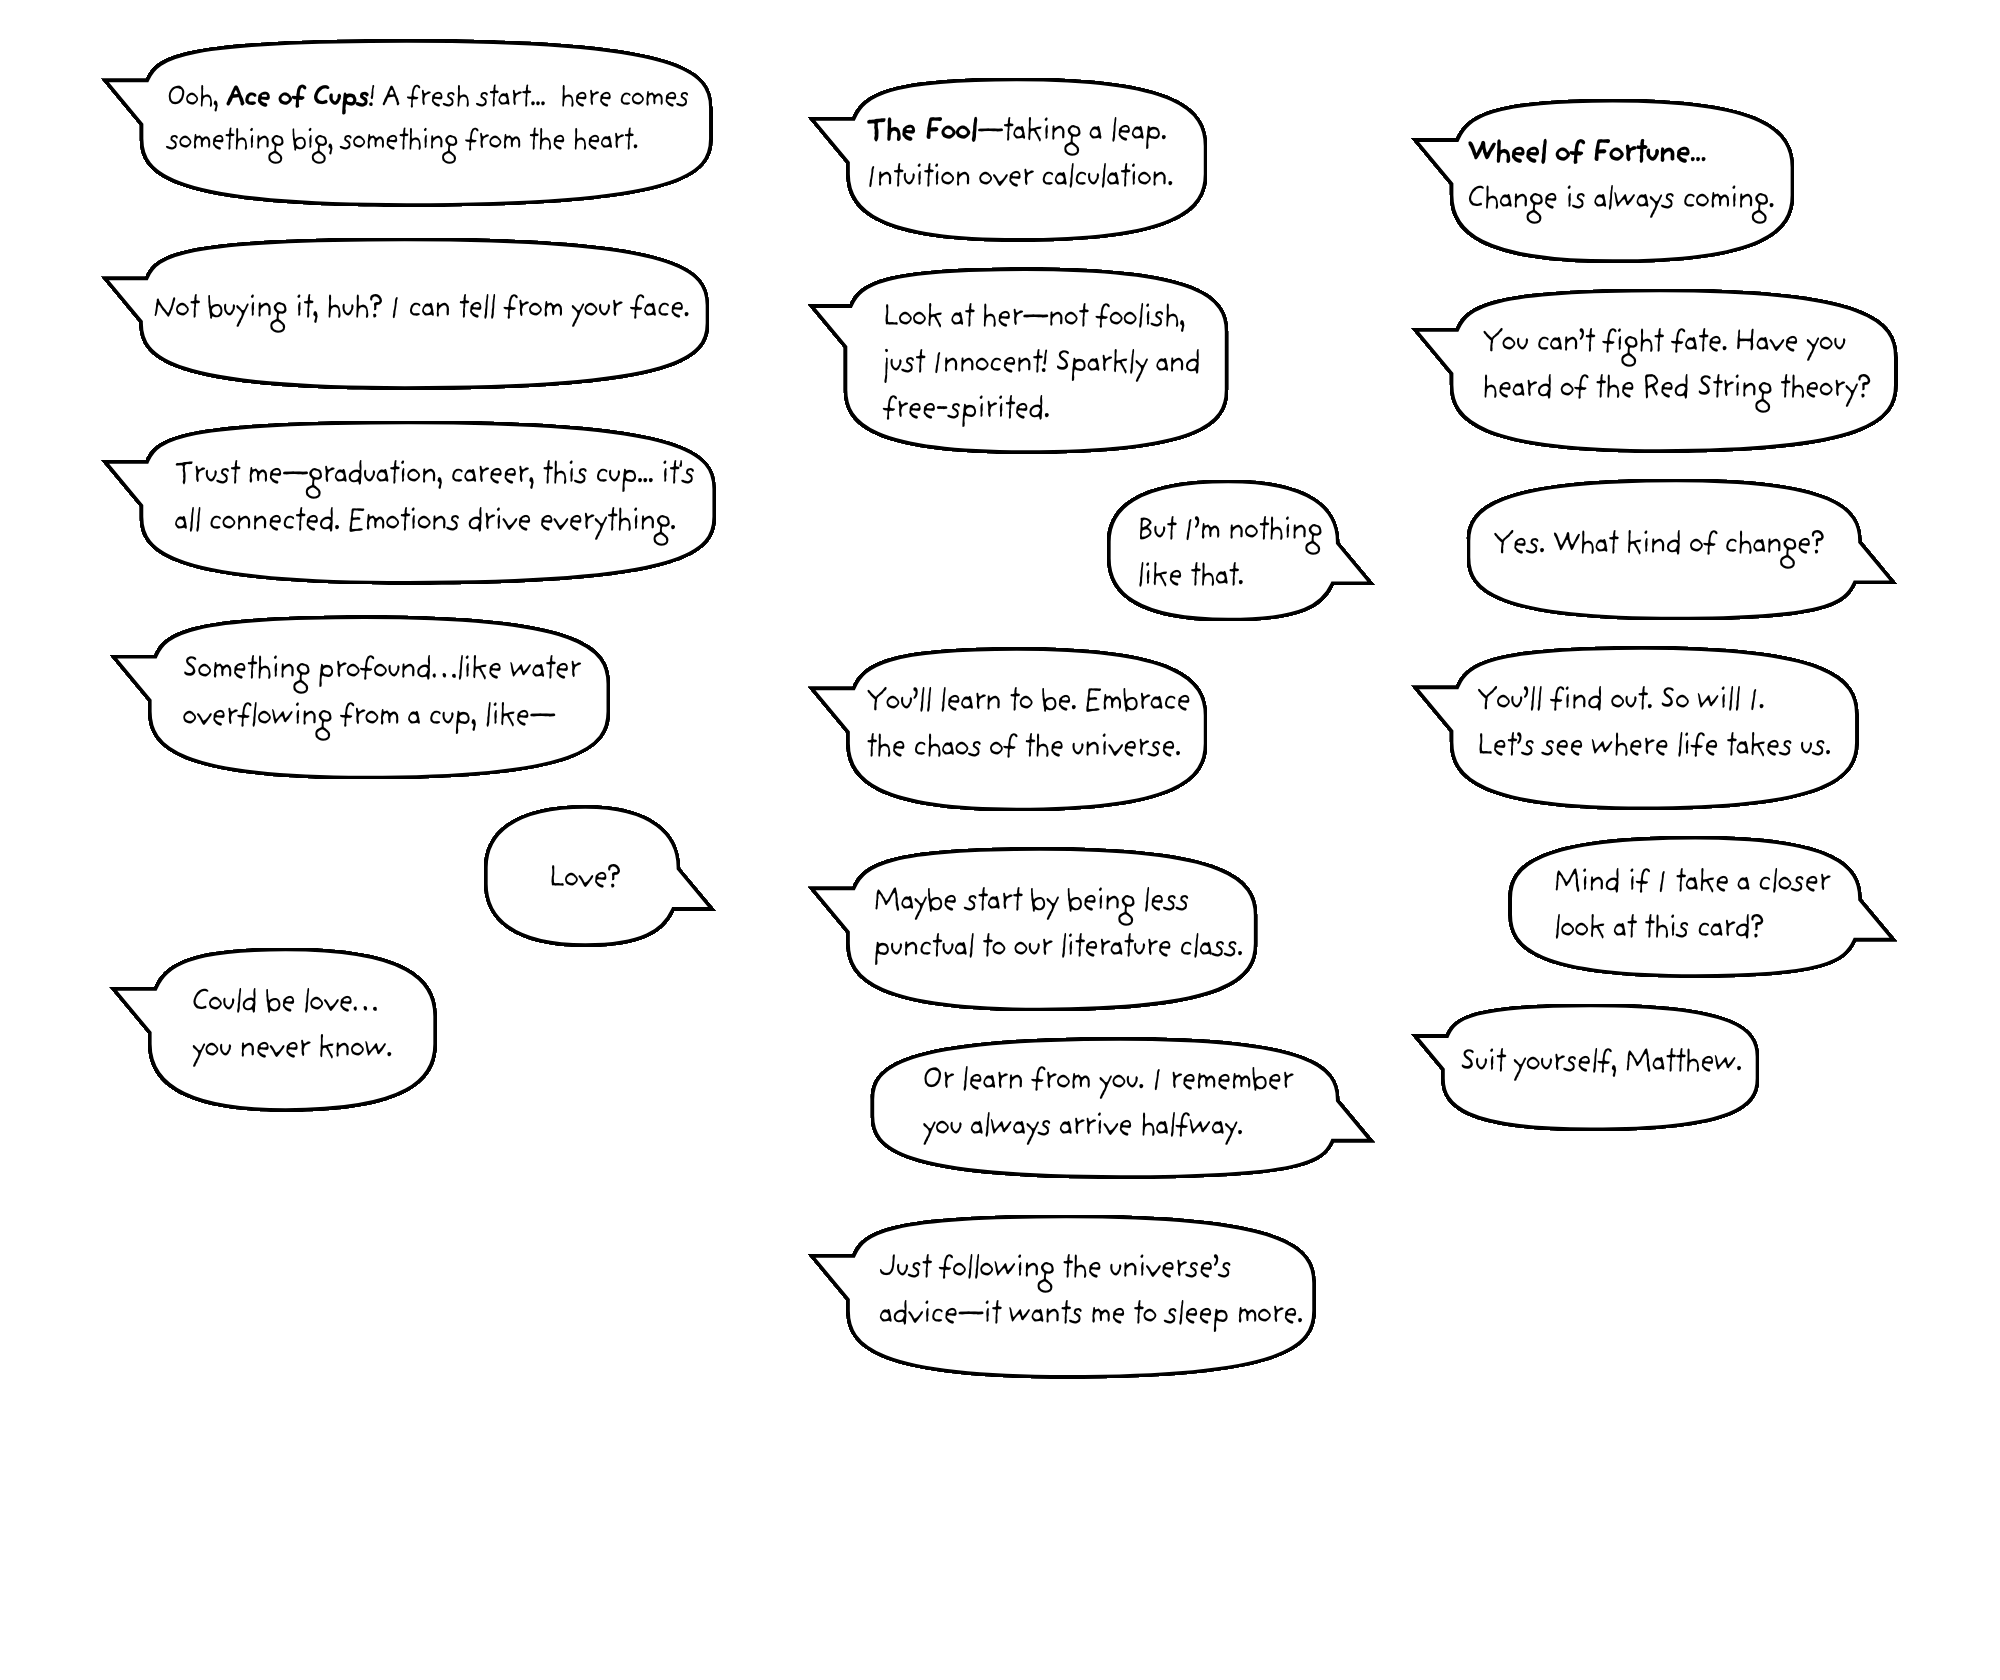 Ooh, Ace of Cups! A fresh start... here comes
something big, something from the heart.
Not buying it, huh? I can tell from your face.
Trust me—graduation, career, this cup... it's
all connected. Emotions drive everything.
Something profound...like water
overflowing from a cup, like—
Love?
Could be love...
you never know.
The Fool—taking a leap.
Intuition over calculation.
Look at her—not foolish,
just Innocent! Sparkly and
free-spirited.
But I'm nothing
like that.
You'll learn to be. Embrace
the chaos of the universe.
Maybe start by being less
punctual to our literature class.
Or learn from you. I remember
you always arrive halfway.
Just following the universe's
advice—it wants me to sleep more.
Wheel of Fortune...
Change is always coming.
You can't fight fate. Have you
heard of the Red String theory?
Yes. What kind of change?
You'll find out. So will I.
Let's see where life takes us.
Mind if I take a closer
look at this card?
Suit yourself, Matthew.